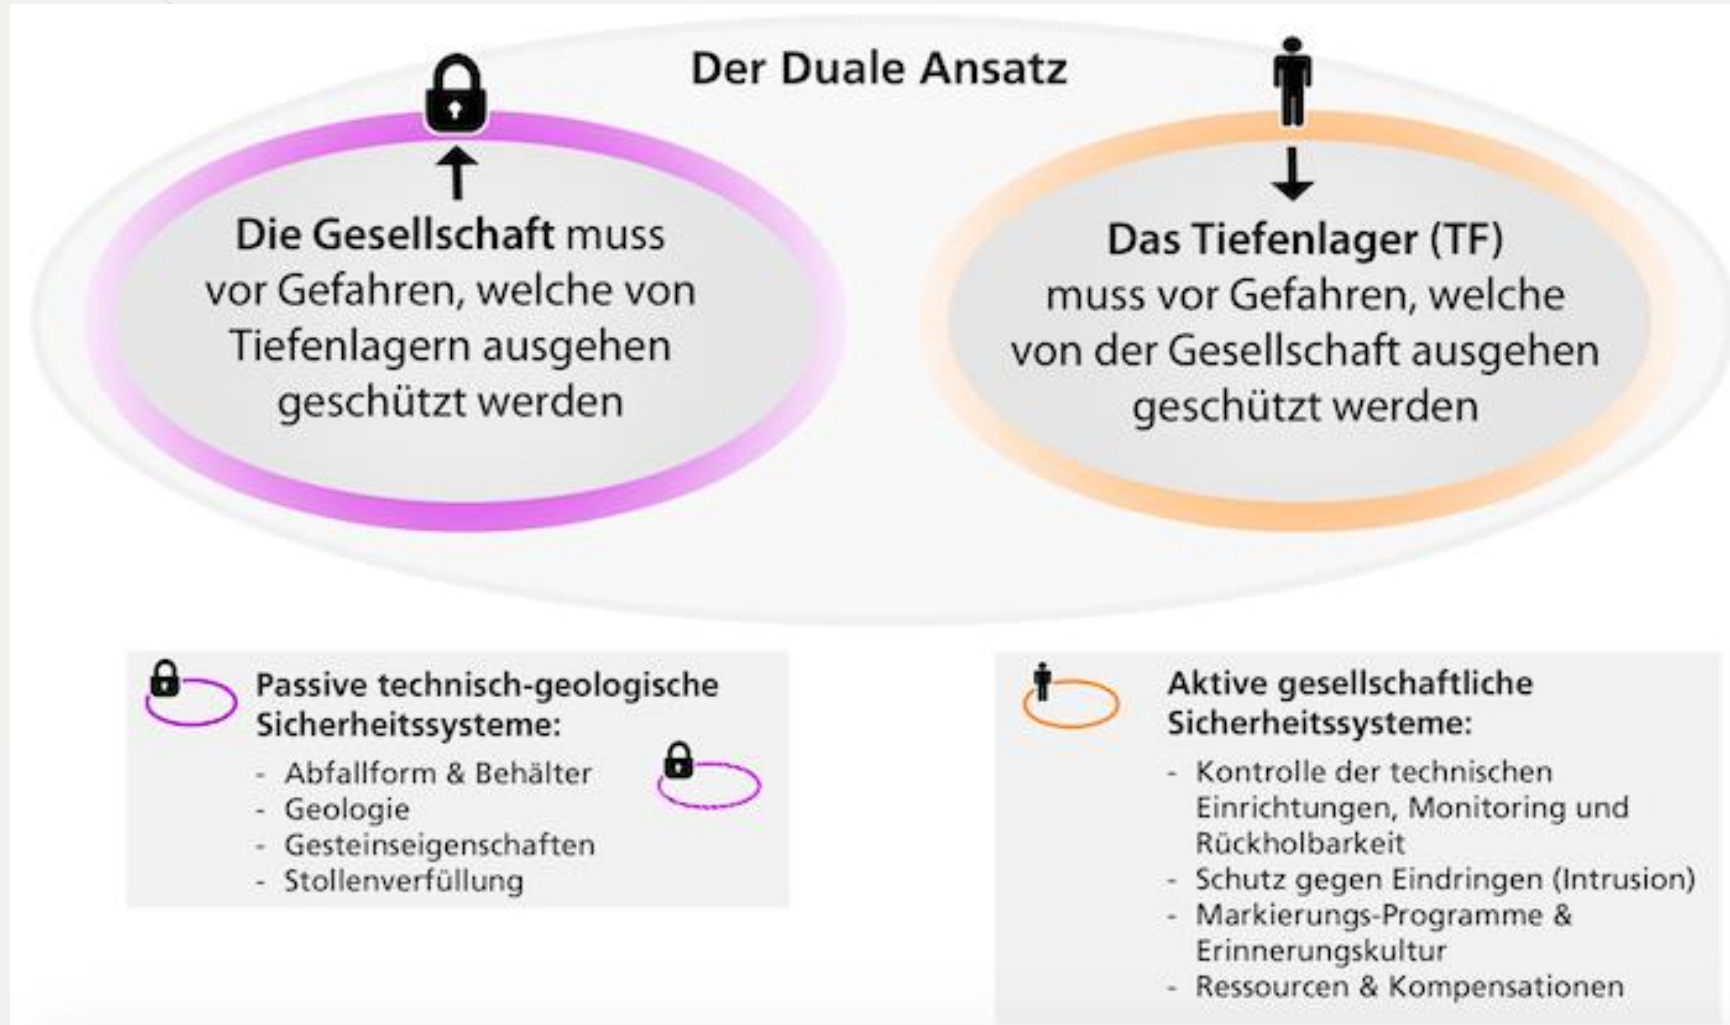 Der Duale Ansatz
Die Gesellschaft muss
vor Gefahren, welche von
Tiefenlagern ausgehen
geschützt werden
Das Tiefenlager (TF)
muss vor Gefahren, welche
von der Gesellschaft ausgehen
geschützt werden
Passive technisch-geologische
Sicherheitssysteme:
- Abfallform & Behälter
- Geologie
- Gesteinseigenschaften
- Stollenverfüllung
Aktive gesellschaftliche
Sicherheitssysteme:
- Kontrolle der technischen
Einrichtungen, Monitoring und
Rückholbarkeit
- Schutz gegen Eindringen (Intrusion)
- Markierungs-Programme &
Erinnerungskultur
- Ressourcen & Kompensationen